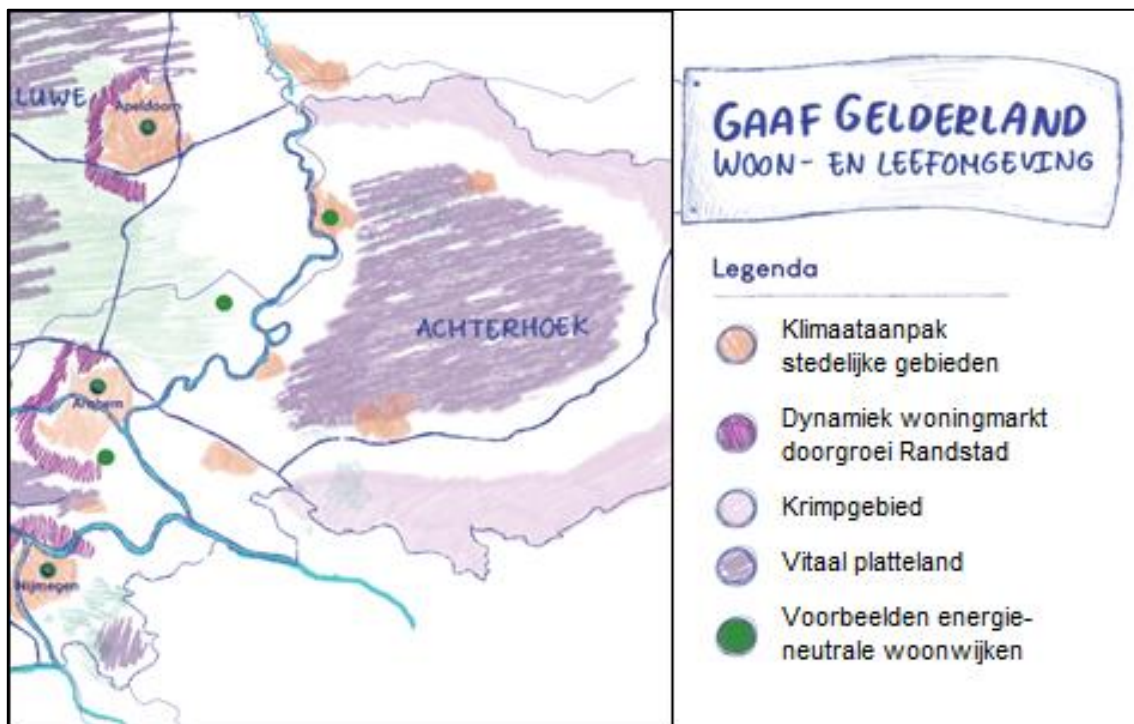 LUWE
Apeldoorn
ACHTERHOEK
Arnhem
Nijmegen
GAAF GELDERLAND
WOON- EN LEEFOMGEVING
Legenda
Klimaataanpak
stedelijke gebieden
Dynamiek woningmarkt
doorgroei Randstad
Krimpgebied
Vitaal platteland
Voorbeelden energie-
neutrale woonwijken